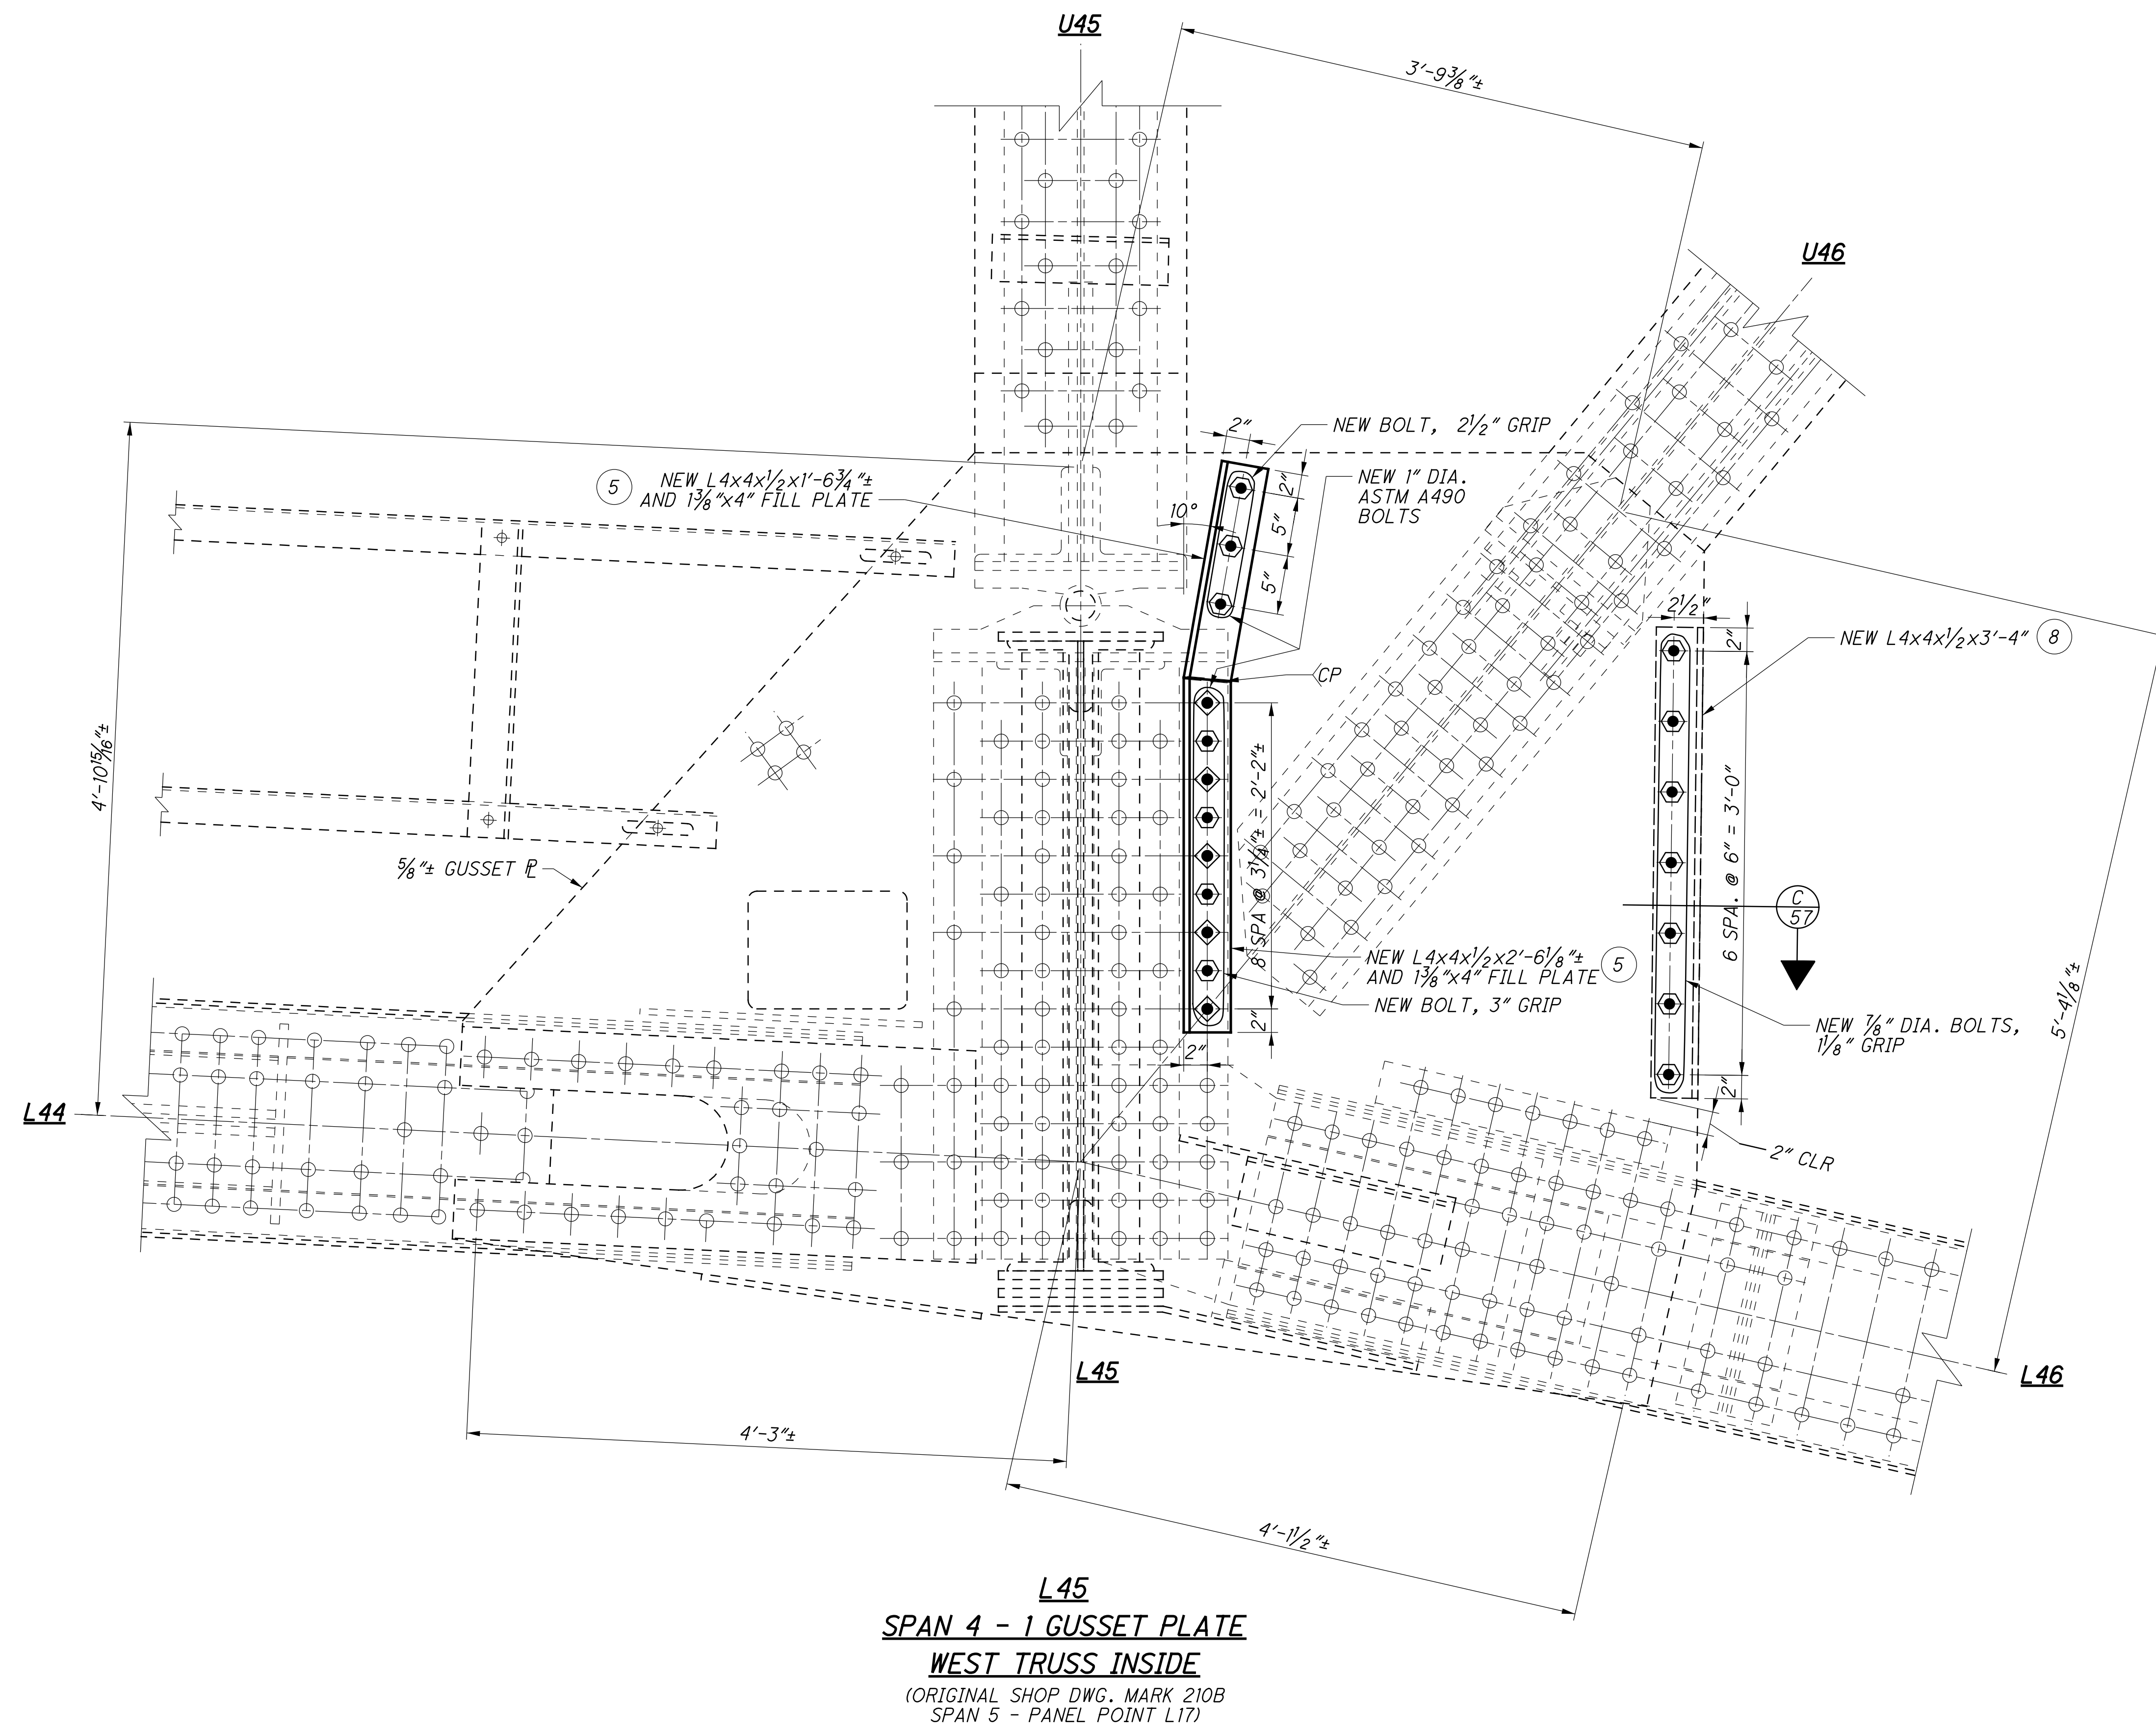 U45
3'-9 3/8"±
U46
2"
NEW BOLT, 2 1/2" GRIP
5
NEW L4x4x1/2x1'-6 3/4"±
AND 1 3/8"x4" FILL PLATE
NEW 1" DIA.
ASTM A490
BOLTS
2"
5"
5"
10°
2 1/2"
2"
NEW L4x4x1/2x3'-4"
8
CP
4'-10 15/16"±
8 SPA @ 3 1/4"± = 2'-2"±
6 SPA. @ 6" = 3'-0"
5/8"± GUSSET PL
C
57
NEW L4x4x1/2x2'-6 1/8"±
AND 1 3/8"x4" FILL PLATE
5
NEW BOLT, 3" GRIP
2"
2"
NEW 7/8" DIA. BOLTS,
1 1/8" GRIP
5'-4 1/8"±
2"
2" CLR
L44
L45
L46
4'-3"±
4'-1 1/2"±
L45
SPAN 4 - 1 GUSSET PLATE
WEST TRUSS INSIDE
(ORIGINAL SHOP DWG. MARK 210B
SPAN 5 - PANEL POINT L17)